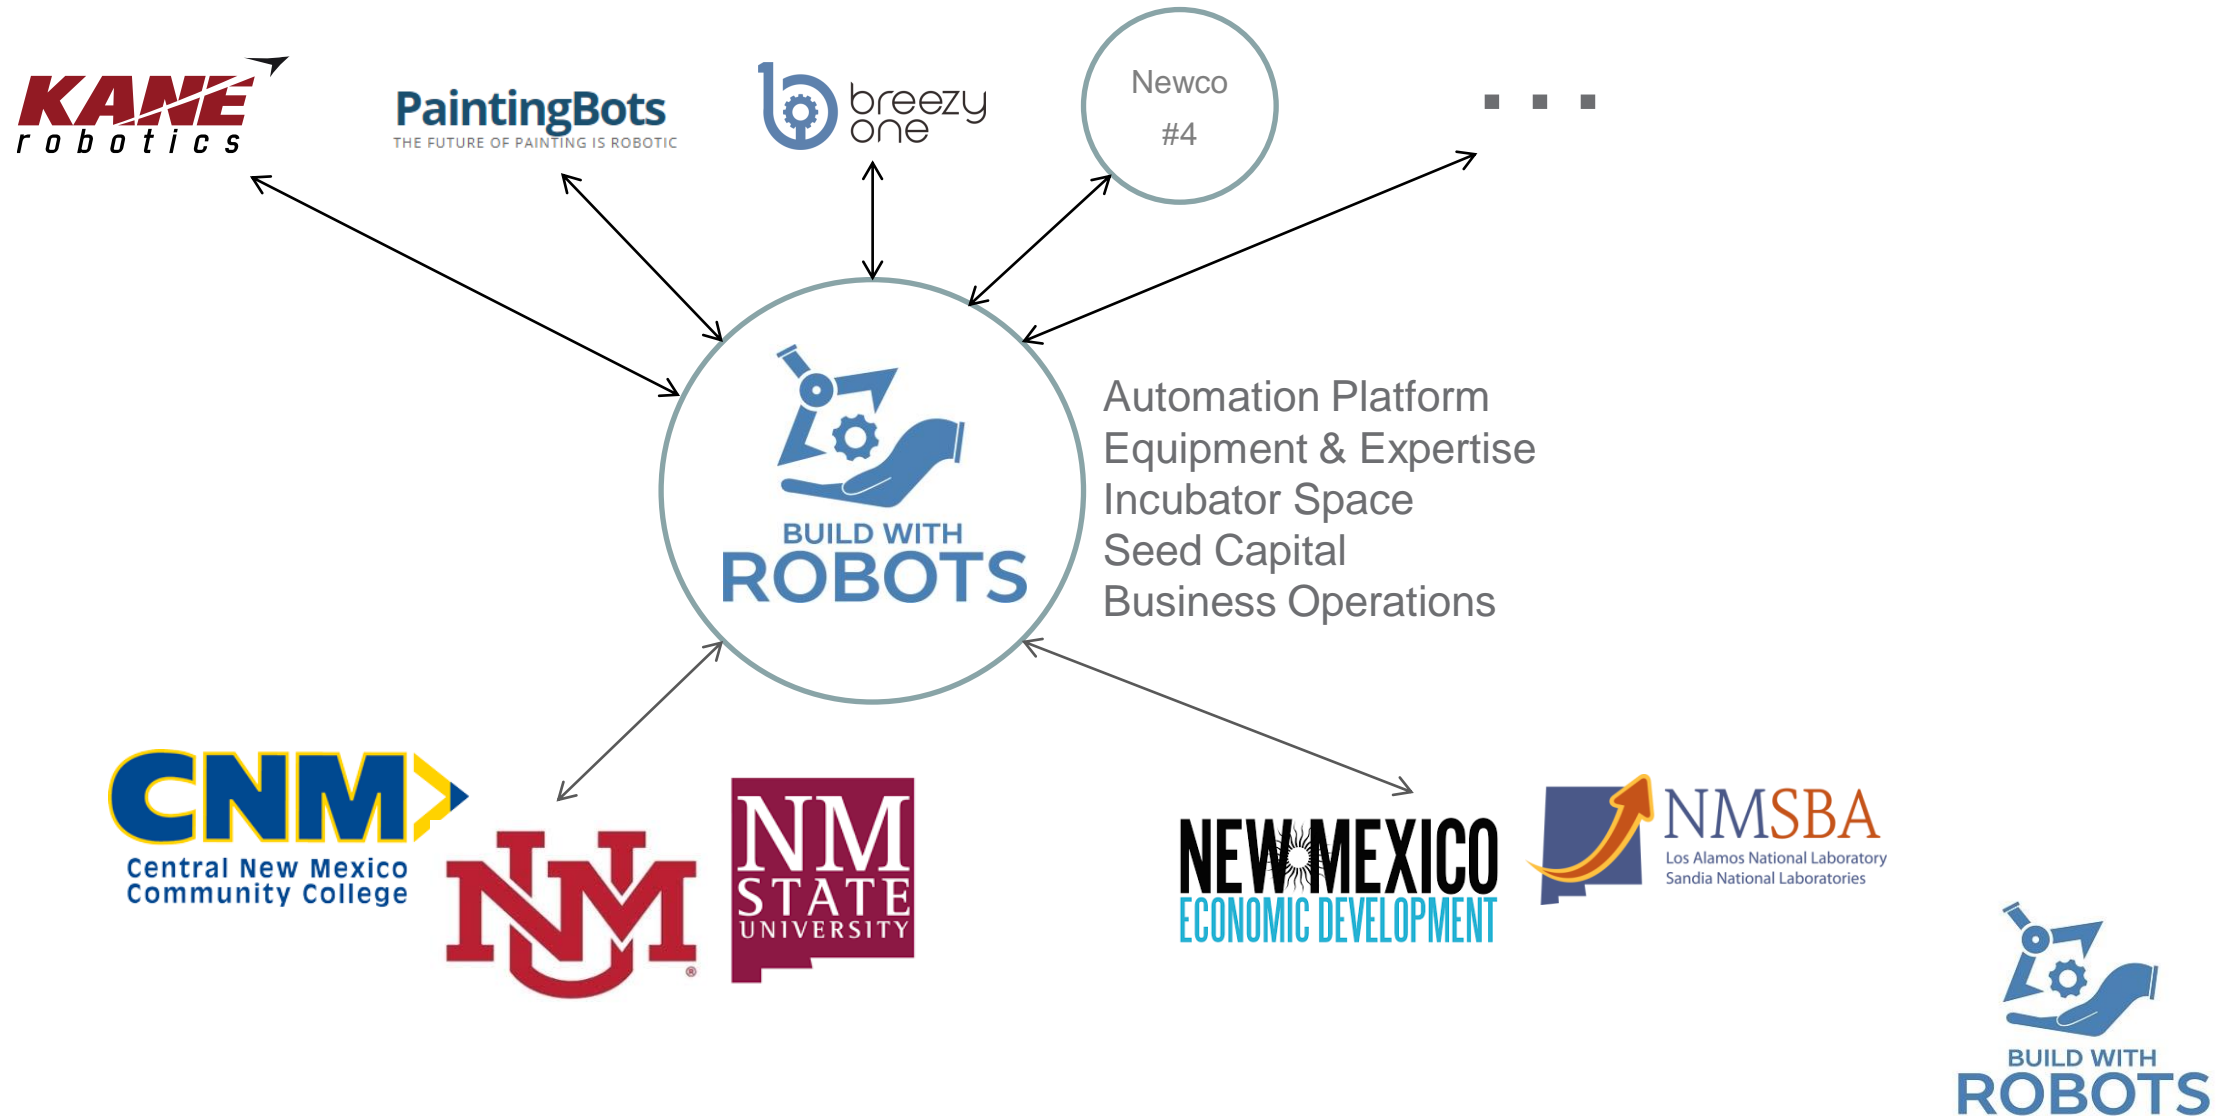 KANE
robotics
PaintingBots
THE FUTURE OF PAINTING IS ROBOTIC
breezy
one
Newco
#4
...
BUILD WITH
ROBOTS
Automation Platform
Equipment & Expertise
Incubator Space
Seed Capital
Business Operations
CNM
Central New Mexico
Community College
UNM
®
NM
STATE
UNIVERSITY
NEW MEXICO
ECONOMIC DEVELOPMENT
NMSBA
Los Alamos National Laboratory
Sandia National Laboratories
BUILD WITH
ROBOTS